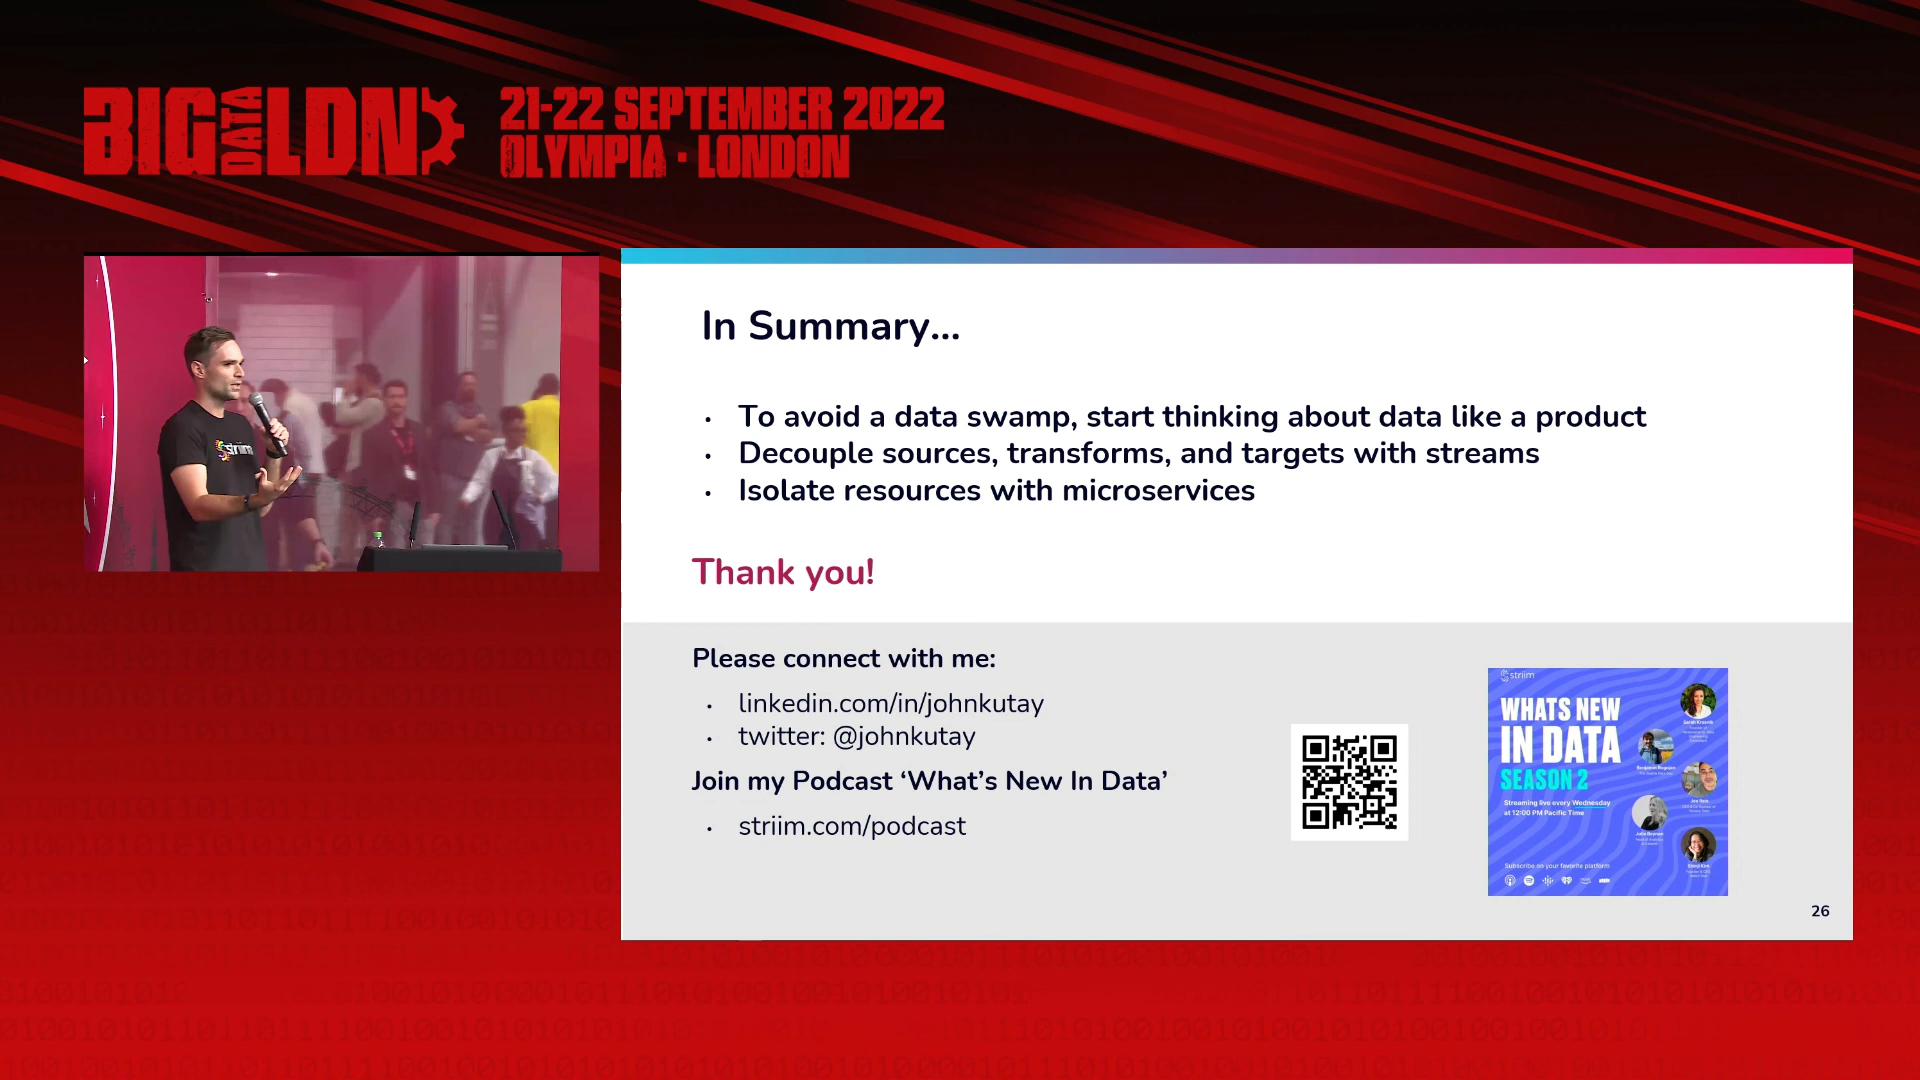 BIG DATA LDN
21-22 SEPTEMBER 2022
OLYMPIA · LONDON
striim
In Summary...
• To avoid a data swamp, start thinking about data like a product
• Decouple sources, transforms, and targets with streams
• Isolate resources with microservices
Thank you!
Please connect with me:
• linkedin.com/in/johnkutay
• twitter: @johnkutay
Join my Podcast ‘What’s New In Data’
• striim.com/podcast
striim
WHATS NEW
IN DATA
SEASON 2
Streaming live every Wednesday
at 12:00 PM Pacific Time
Subscribe on your favorite platform
26